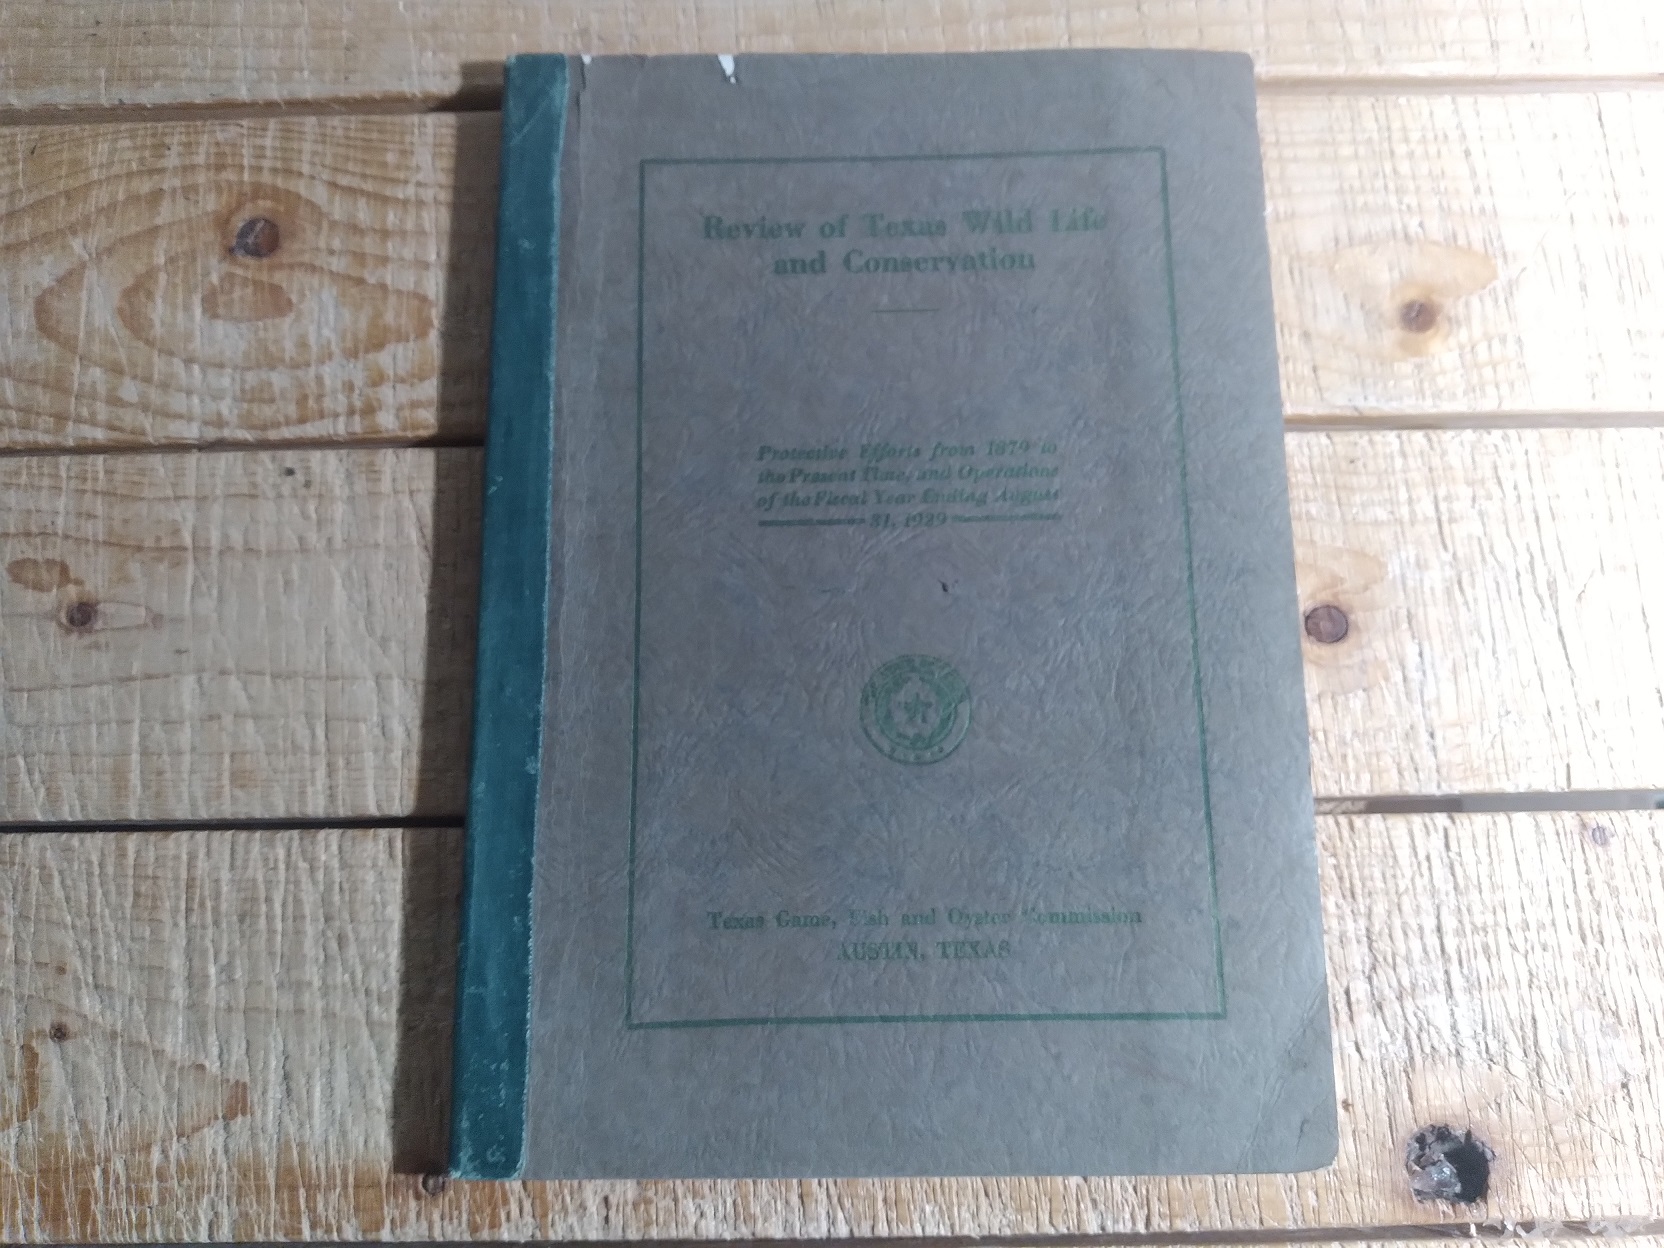 Review of Texas Wild Life
and Conservation
Protective Efforts from 1879 to
the Present Time, and Operations
of the Fiscal Year Ending August
31, 1929
Texas Game, Fish and Oyster Commission
AUSTIN, TEXAS